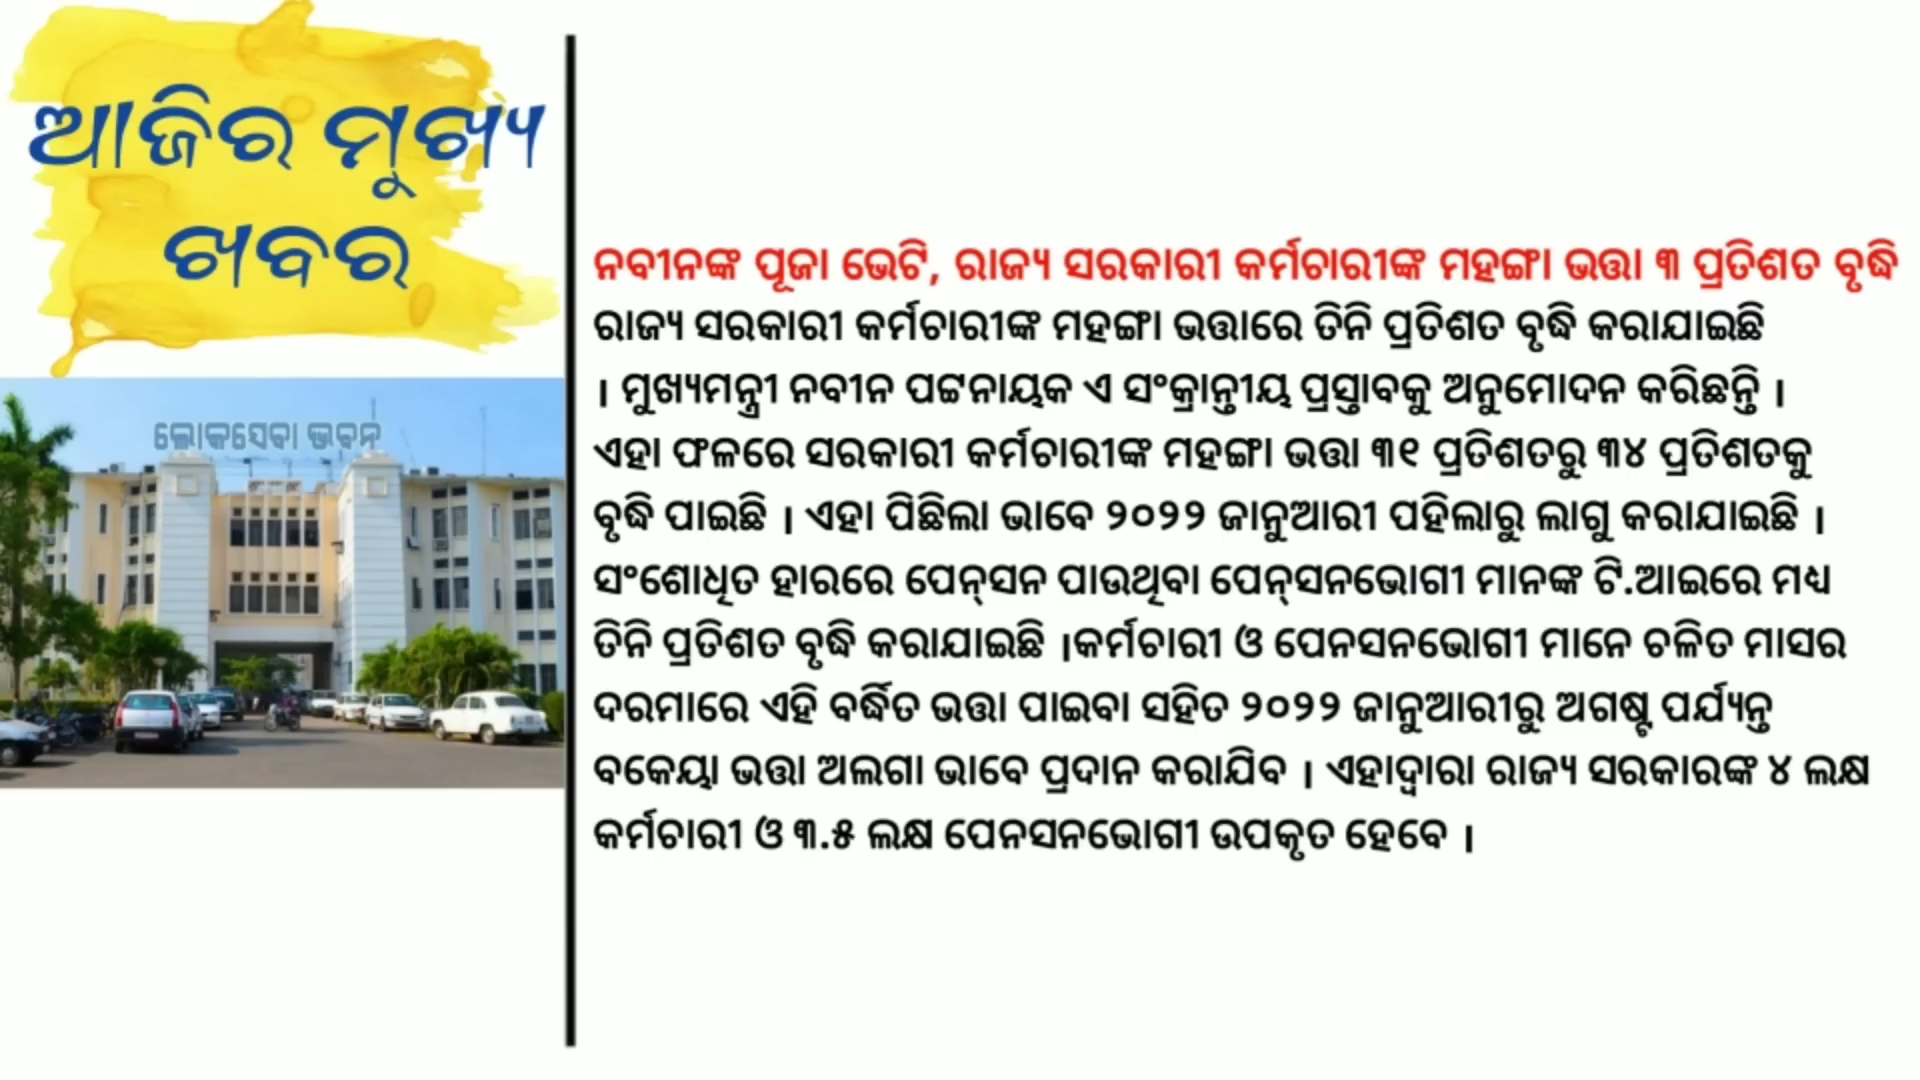 ଆଜିର ମୁଖ୍ୟ
ଖବର
ଲୋକସେବା ଭବନ
ନବୀନଙ୍କ ପୂଜା ଭେଟି, ରାଜ୍ୟ ସରକାରୀ କର୍ମଚାରୀଙ୍କ ମହଙ୍ଗା ଭତ୍ତା ୩ ପ୍ରତିଶତ ବୃଦ୍ଧି
ରାଜ୍ୟ ସରକାରୀ କର୍ମଚାରୀଙ୍କ ମହଙ୍ଗା ଭତ୍ତାରେ ତିନି ପ୍ରତିଶତ ବୃଦ୍ଧି କରାଯାଇଛି
। ମୁଖ୍ୟମନ୍ତ୍ରୀ ନବୀନ ପଟ୍ଟନାୟକ ଏ ସଂକ୍ରାନ୍ତୀୟ ପ୍ରସ୍ତାବକୁ ଅନୁମୋଦନ କରିଛନ୍ତି ।
ଏହା ଫଳରେ ସରକାରୀ କର୍ମଚାରୀଙ୍କ ମହଙ୍ଗା ଭତ୍ତା ୩୧ ପ୍ରତିଶତରୁ ୩୪ ପ୍ରତିଶତକୁ
ବୃଦ୍ଧି ପାଇଛି । ଏହା ପିଛିଲା ଭାବେ ୨୦୨୨ ଜାନୁଆରୀ ପହିଲାରୁ ଲାଗୁ କରାଯାଇଛି ।
ସଂଶୋଧିତ ହାରରେ ପେନ୍‌ସନ ପାଉଥିବା ପେନ୍‌ସନଭୋଗୀ ମାନଙ୍କ ଟି.ଆଇରେ ମଧ୍ୟ
ତିନି ପ୍ରତିଶତ ବୃଦ୍ଧି କରାଯାଇଛି ।କର୍ମଚାରୀ ଓ ପେନସନଭୋଗୀ ମାନେ ଚଳିତ ମାସର
ଦରମାରେ ଏହି ବର୍ଦ୍ଧିତ ଭତ୍ତା ପାଇବା ସହିତ ୨୦୨୨ ଜାନୁଆରୀରୁ ଅଗଷ୍ଟ ପର୍ଯ୍ୟନ୍ତ
ବକେୟା ଭତ୍ତା ଅଲଗା ଭାବେ ପ୍ରଦାନ କରାଯିବ । ଏହାଦ୍ୱାରା ରାଜ୍ୟ ସରକାରଙ୍କ ୪ ଲକ୍ଷ
କର୍ମଚାରୀ ଓ ୩.୫ ଲକ୍ଷ ପେନସନଭୋଗୀ ଉପକୃତ ହେବେ ।